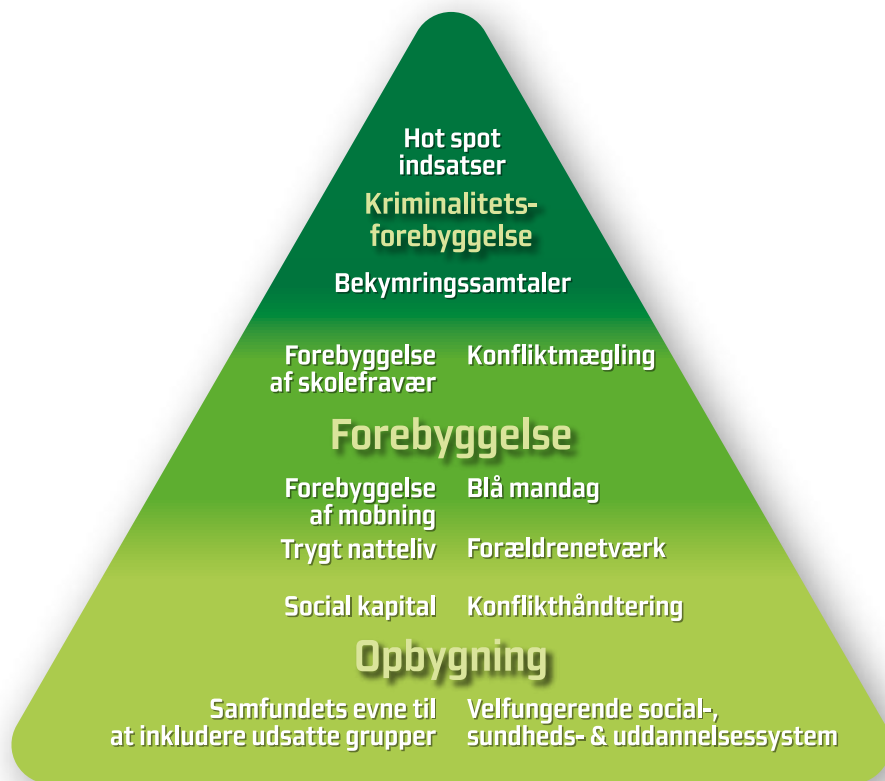 Hot spot
indsatser
Kriminalitets-
forebyggelse
Bekymringssamtaler
Forebyggelse
af skolefravær
Konfliktmægling
Forebyggelse
Forebyggelse
af mobning
Blå mandag
Trygt natteliv
Forældrenetværk
Social kapital
Konflikthåndtering
Opbygning
Samfundets evne til
at inkludere udsatte grupper
Velfungerende social-,
sundheds- & uddannelsessystem